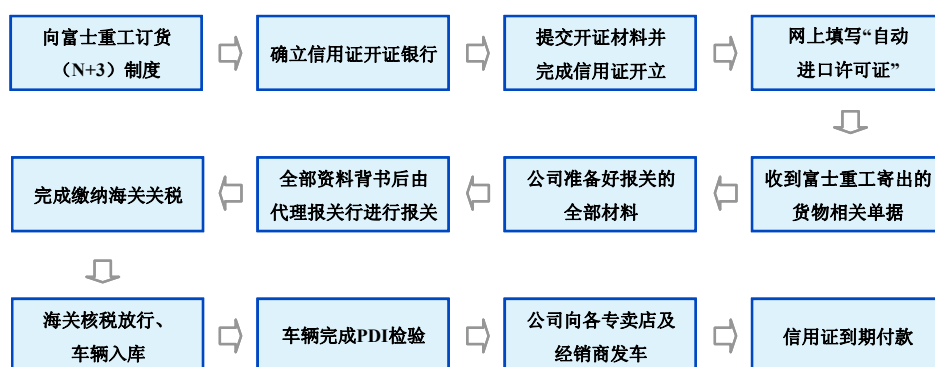 向富士重工订货
（N+3）制度
确立信用证开证银行
提交开证材料并
完成信用证开立
网上填写“自动
进口许可证”
收到富士重工寄出的
货物相关单据
公司准备好报关的
全部材料
全部资料背书后由
代理报关行进行报关
完成缴纳海关关税
海关核税放行、
车辆入库
车辆完成PDI检验
公司向各专卖店及
经销商发车
信用证到期付款